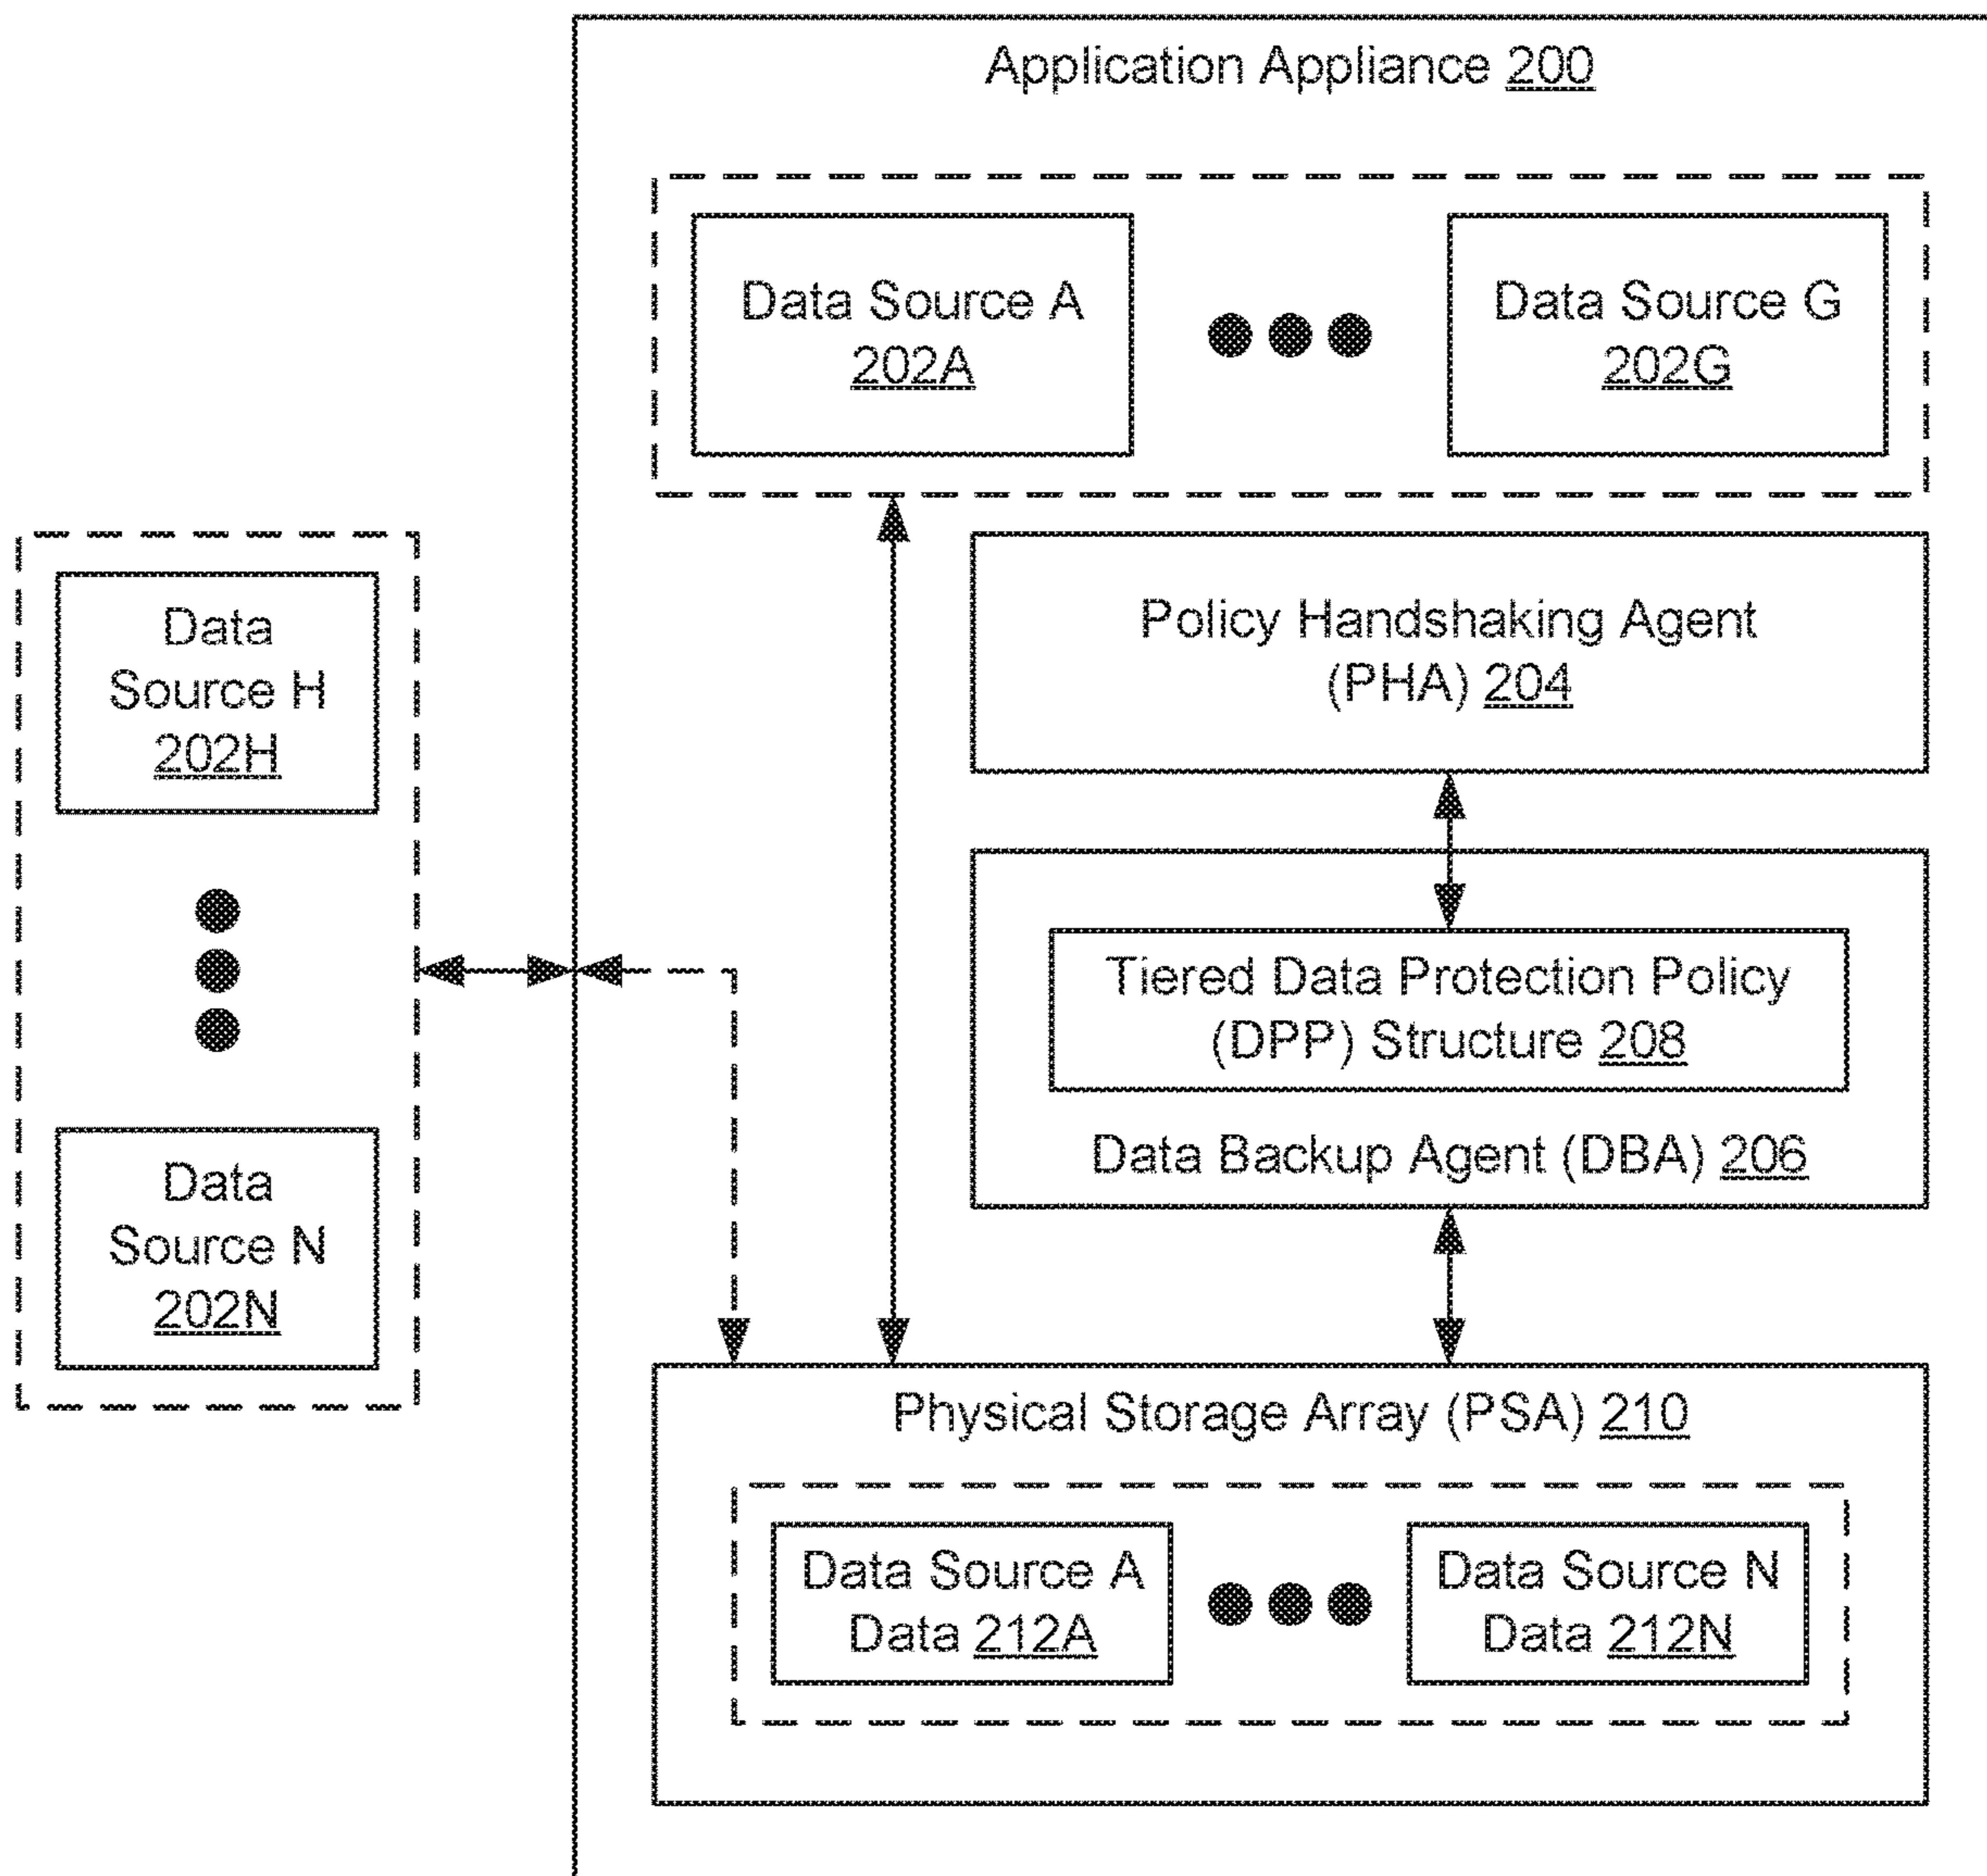 Application Appliance 200
Data Source A
202A
Data Source G
202G
Data
Source H
202H
Data
Source N
202N
Policy Handshaking Agent
(PHA) 204
Tiered Data Protection Policy
(DPP) Structure 208
Data Backup Agent (DBA) 206
Physical Storage Array (PSA) 210
Data Source A
Data 212A
Data Source N
Data 212N